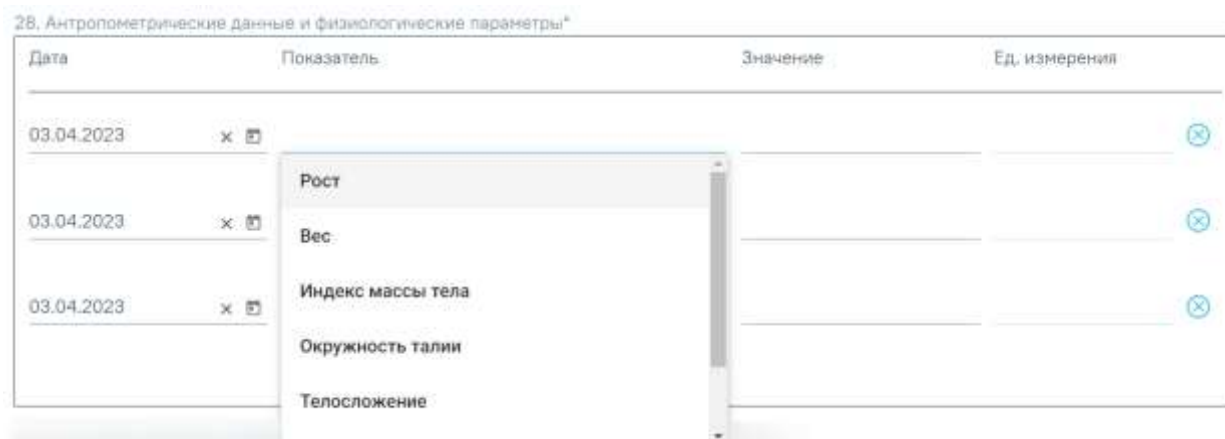 28. Антропометрические данные и физиологические параметры*
Дата Показатель Значение Ед. измерения
03.04.2023
Рост
03.04.2023
Вес
Индекс массы тела
03.04.2023
Окружность талии
Телосложение